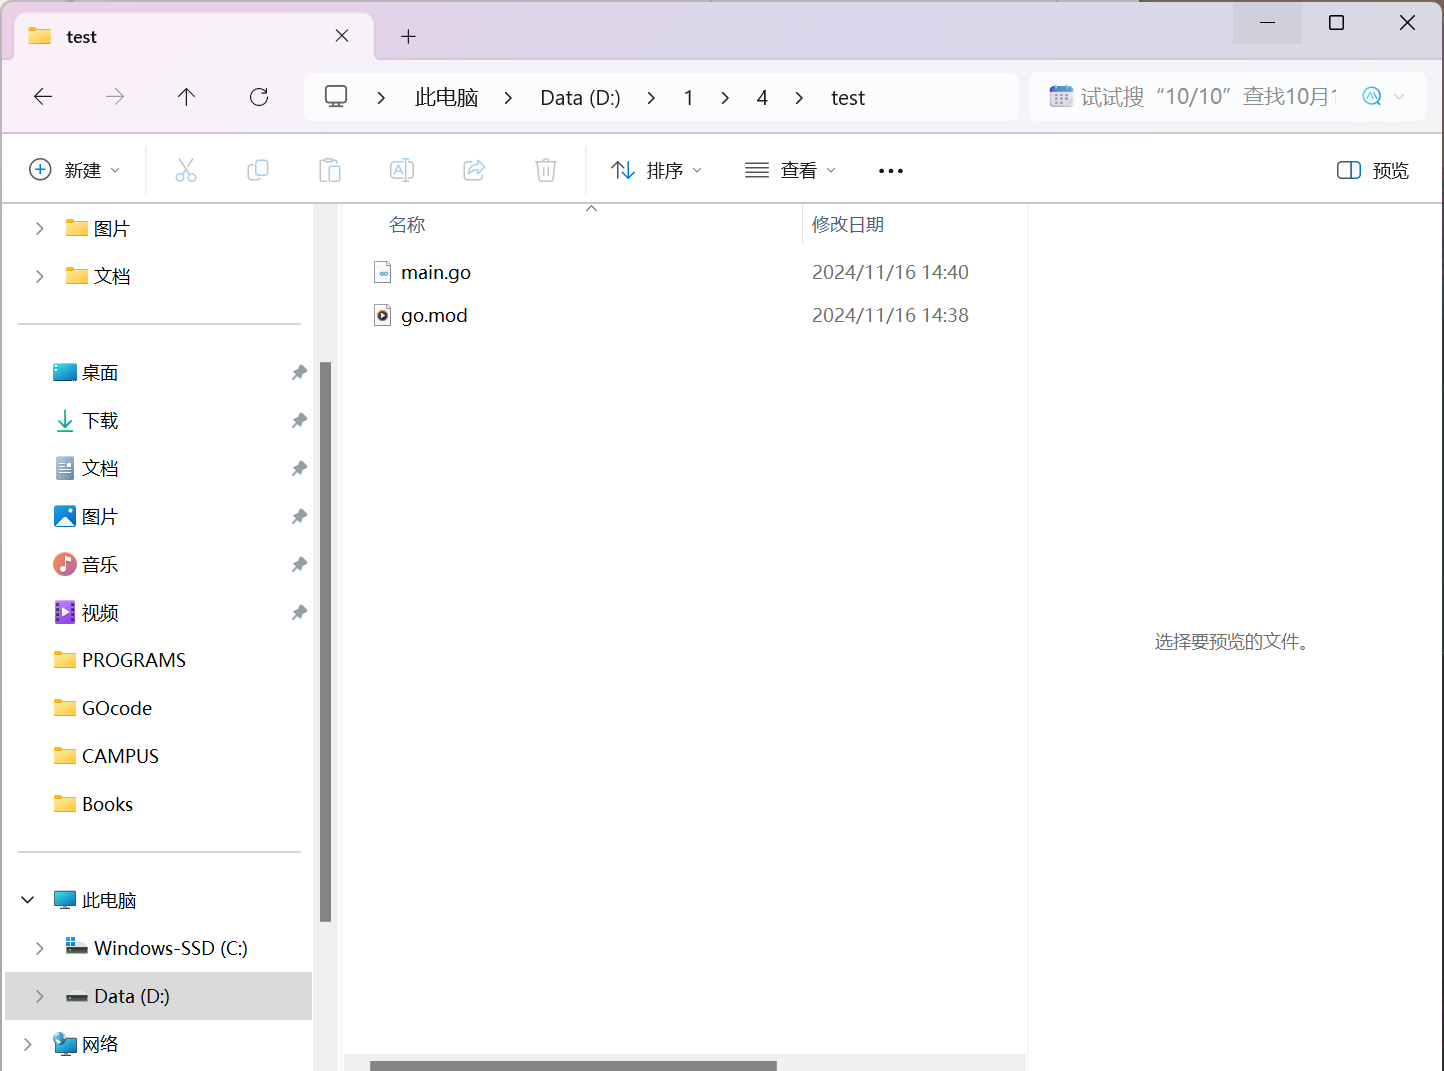 test
此电脑 Data (D:) 1 4 test
试试搜“10/10”查找10月
新建 排序 查看 预览
图片
文档
桌面
下载
文档
图片
音乐
视频
PROGRAMS
GOcode
CAMPUS
Books
此电脑
Windows-SSD (C:)
Data (D:)
网络
名称 修改日期
main.go 2024/11/16 14:40
go.mod 2024/11/16 14:38
选择要预览的文件。